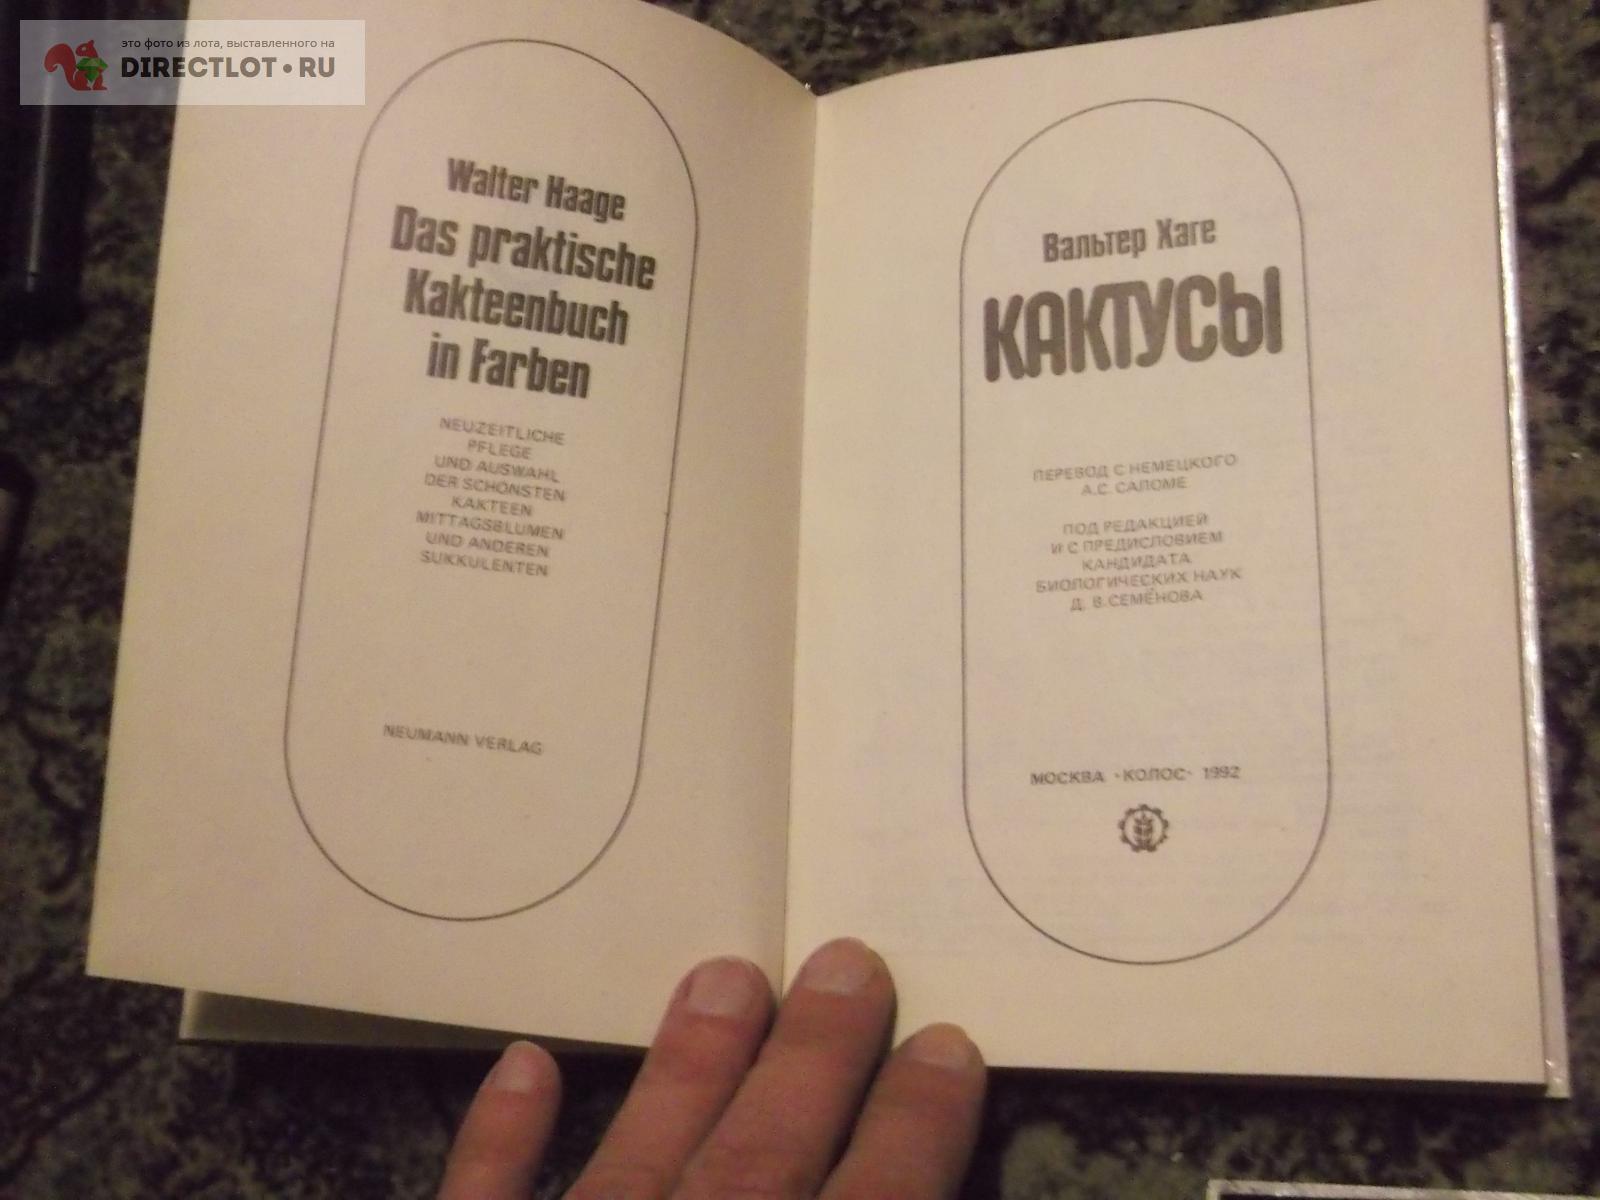 это фото из лота, выставленного на
DIRECTLOT•RU
Walter Haage
Das praktische
Kakteenbuch
in Farben
NEUZEITLICHE
PFLEGE
UND AUSWAHL
DER SCHÖNSTEN
KAKTEEN
MITTAGSBLUMEN
UND ANDEREN
SUKKULENTEN
NEUMANN VERLAG
Вальтер Хаге
КАКТУСЫ
ПЕРЕВОД С НЕМЕЦКОГО
А.С. САЛОМЕ
ПОД РЕДАКЦИЕЙ
И С ПРЕДИСЛОВИЕМ
КАНДИДАТА
БИОЛОГИЧЕСКИХ НАУК
Д. В. СЕМЁНОВА
МОСКВА «КОЛОС» 1992